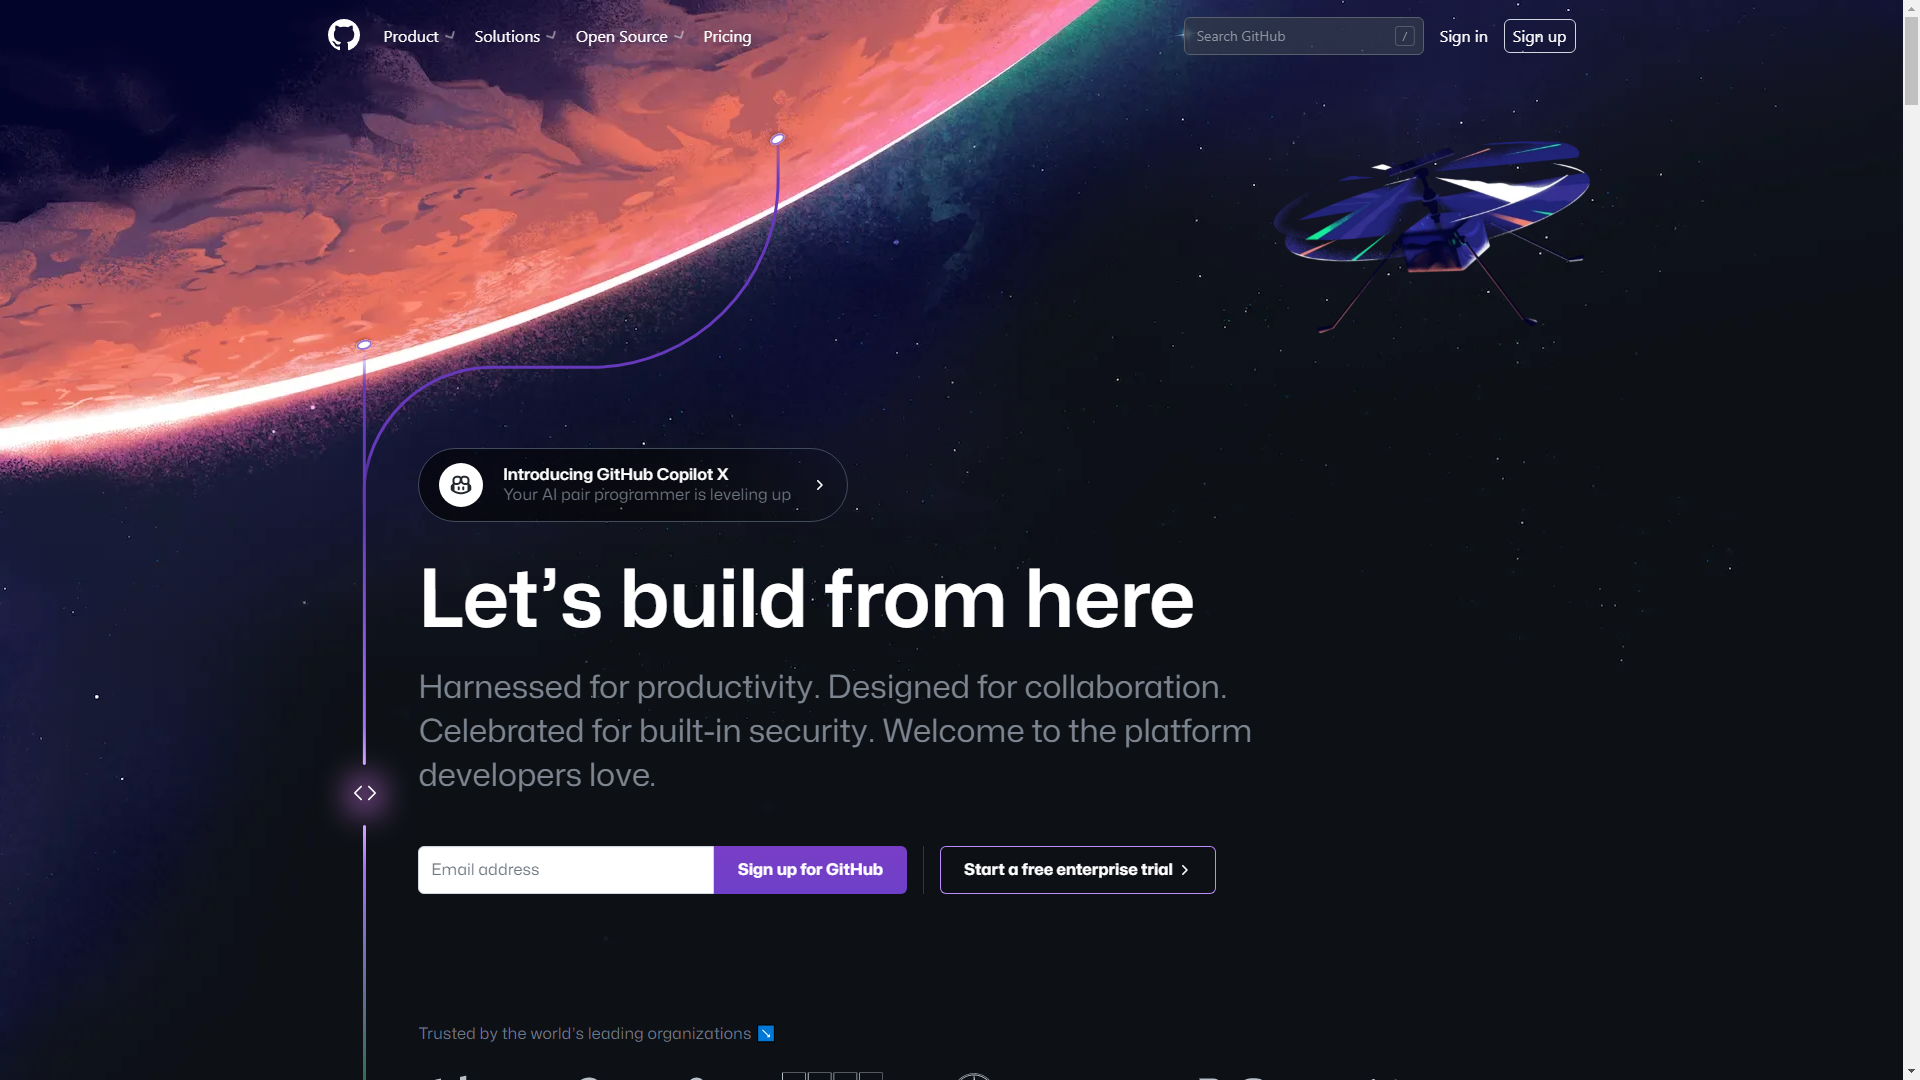 Product
Solutions
Open Source
Pricing
Search GitHub
/
Sign in
Sign up
Introducing GitHub Copilot X
Your AI pair programmer is leveling up
Let’s build from here
Harnessed for productivity. Designed for collaboration.
Celebrated for built-in security. Welcome to the platform
developers love.
Email address
Sign up for GitHub
Start a free enterprise trial
Trusted by the world’s leading organizations ↘